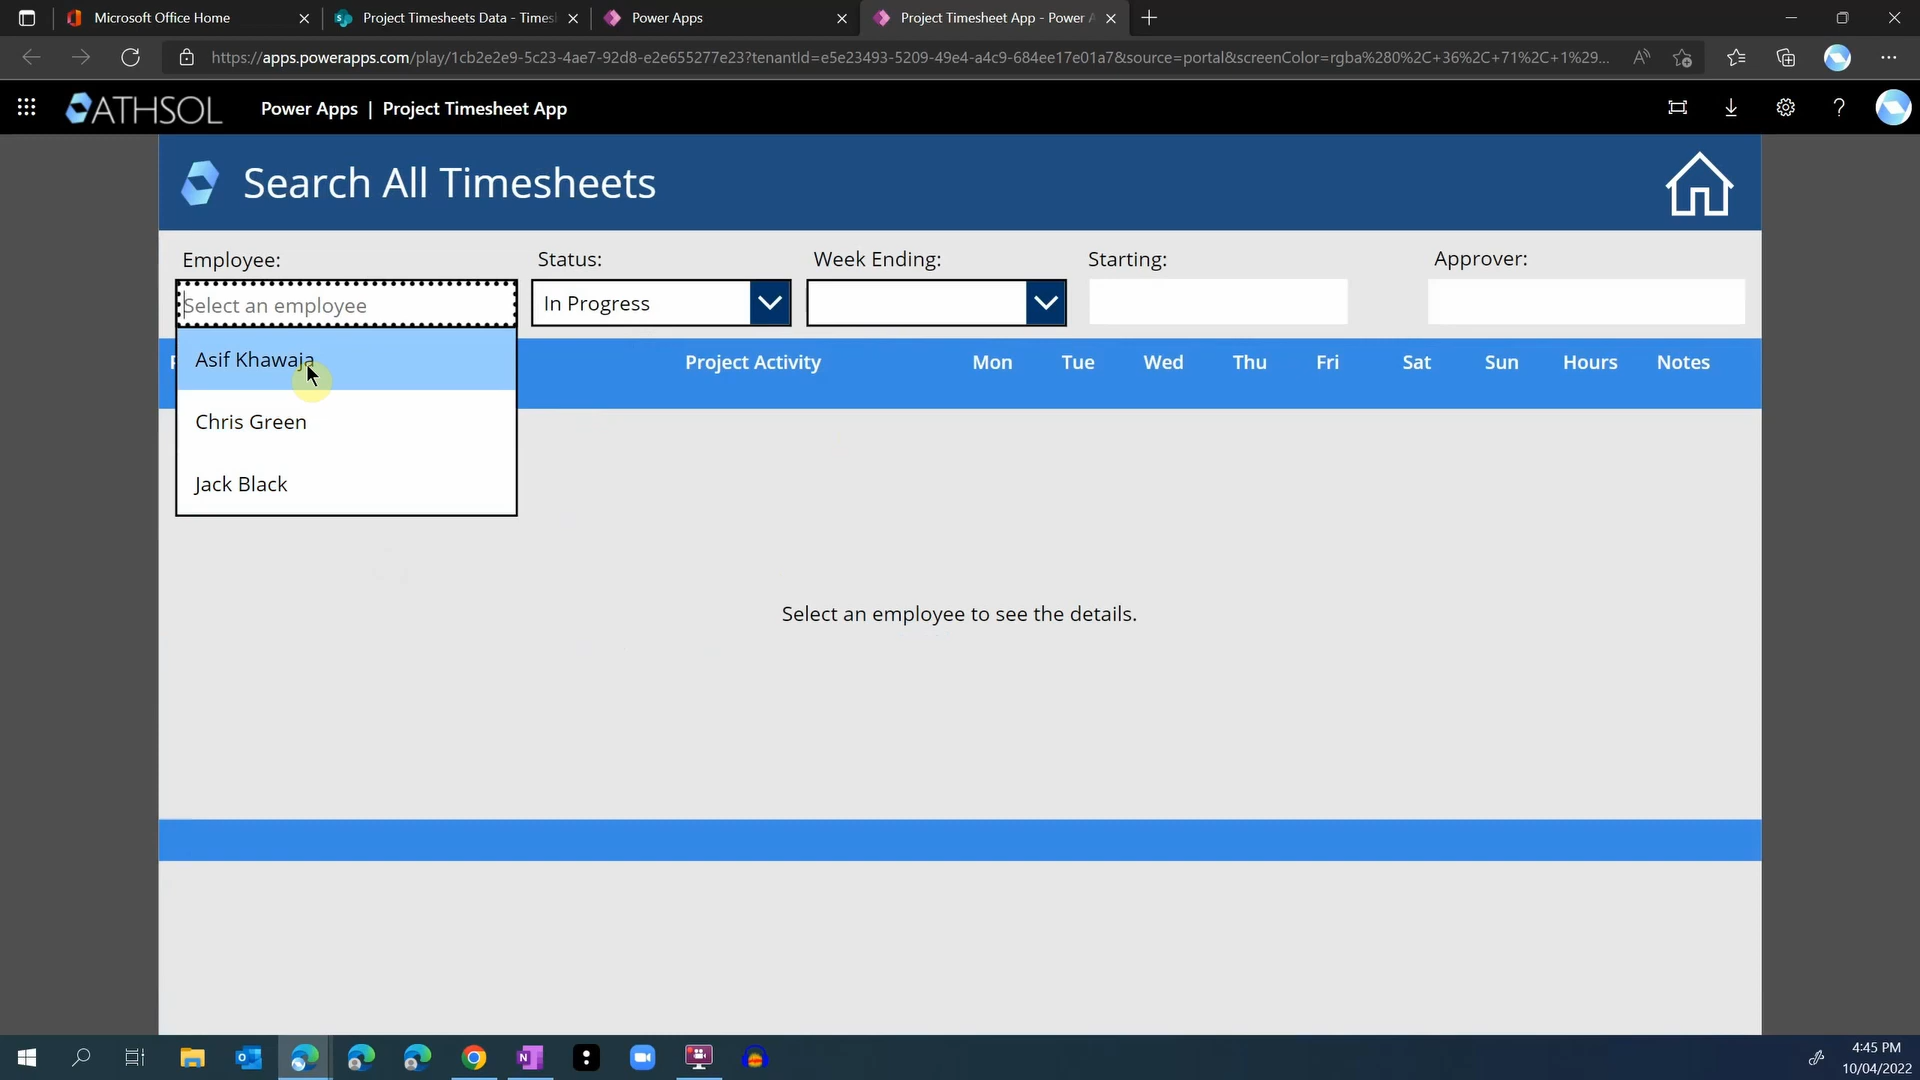 Microsoft Office Home
Project Timesheets Data - Times
Power Apps
Project Timesheet App - Power A
https://apps.powerapps.com/play/1cb2e2e9-5c23-4ae7-92d8-e2e655277e23?tenantId=e5e23493-5209-49e4-a4c9-684ee17e01a7&source=portal&screenColor=rgba%280%2C+36%2C+71%2C+1%29...
ATHSOL
Power Apps | Project Timesheet App
Search All Timesheets
Employee: Status: Week Ending: Starting: Approver:
Select an employee In Progress
Asif Khawaja
Project Activity Mon Tue Wed Thu Fri Sat Sun Hours Notes
Chris Green
Jack Black
Select an employee to see the details.
4:45 PM
10/04/2022